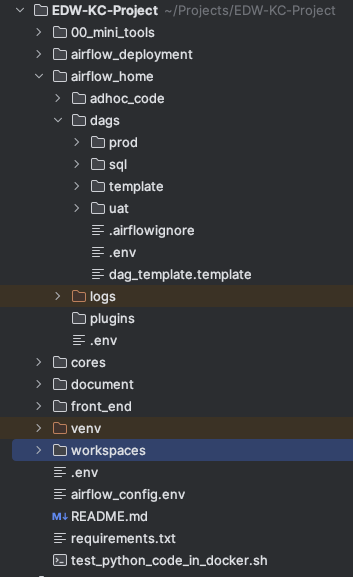 EDW-KC-Project ~/Projects/EDW-KC-Project
00_mini_tools
airflow_deployment
airflow_home
adhoc_code
dags
prod
sql
template
uat
.airflowignore
.env
dag_template.template
logs
plugins
.env
cores
document
front_end
venv
workspaces
.env
airflow_config.env
M↓ README.md
requirements.txt
test_python_code_in_docker.sh